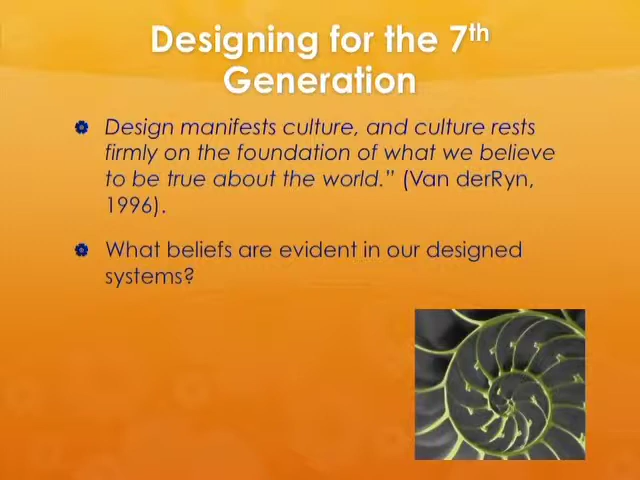 Designing for the 7th
Generation
Design manifests culture, and culture rests
firmly on the foundation of what we believe
to be true about the world." (Van derRyn,
1996).
What beliefs are evident in our designed
systems?